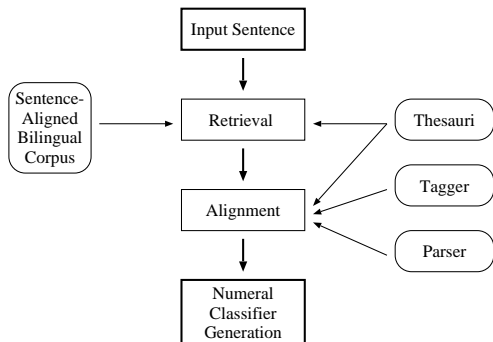 Input Sentence
Sentence-
Aligned
Bilingual
Corpus
Retrieval
Thesauri
Tagger
Alignment
Parser
Numeral
Classifier
Generation